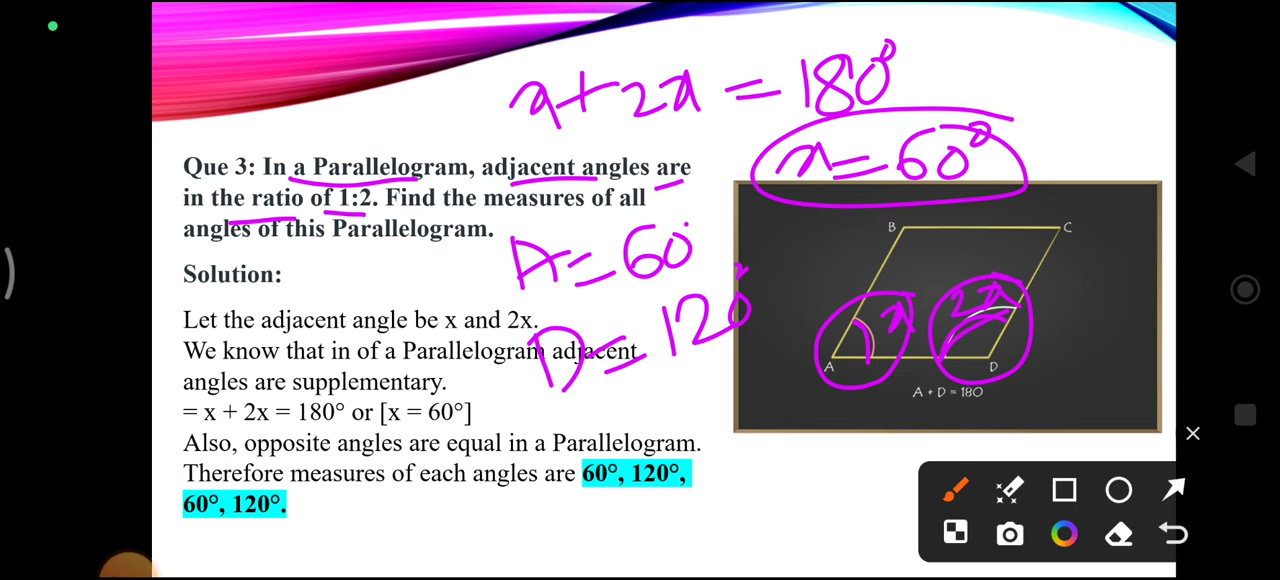 x+2x=180°
x=60°
Que 3: In a Parallelogram, adjacent angles are
in the ratio of 1:2. Find the measures of all
angles of this Parallelogram.
A=60°
D=120°
Solution:
Let the adjacent angle be x and 2x.
We know that in of a Parallelogram adjacent
angles are supplementary.
= x + 2x = 180° or [x = 60°]
Also, opposite angles are equal in a Parallelogram.
Therefore measures of each angles are 60°, 120°,
60°, 120°.
B
C
x
2x
A
D
A + D = 180